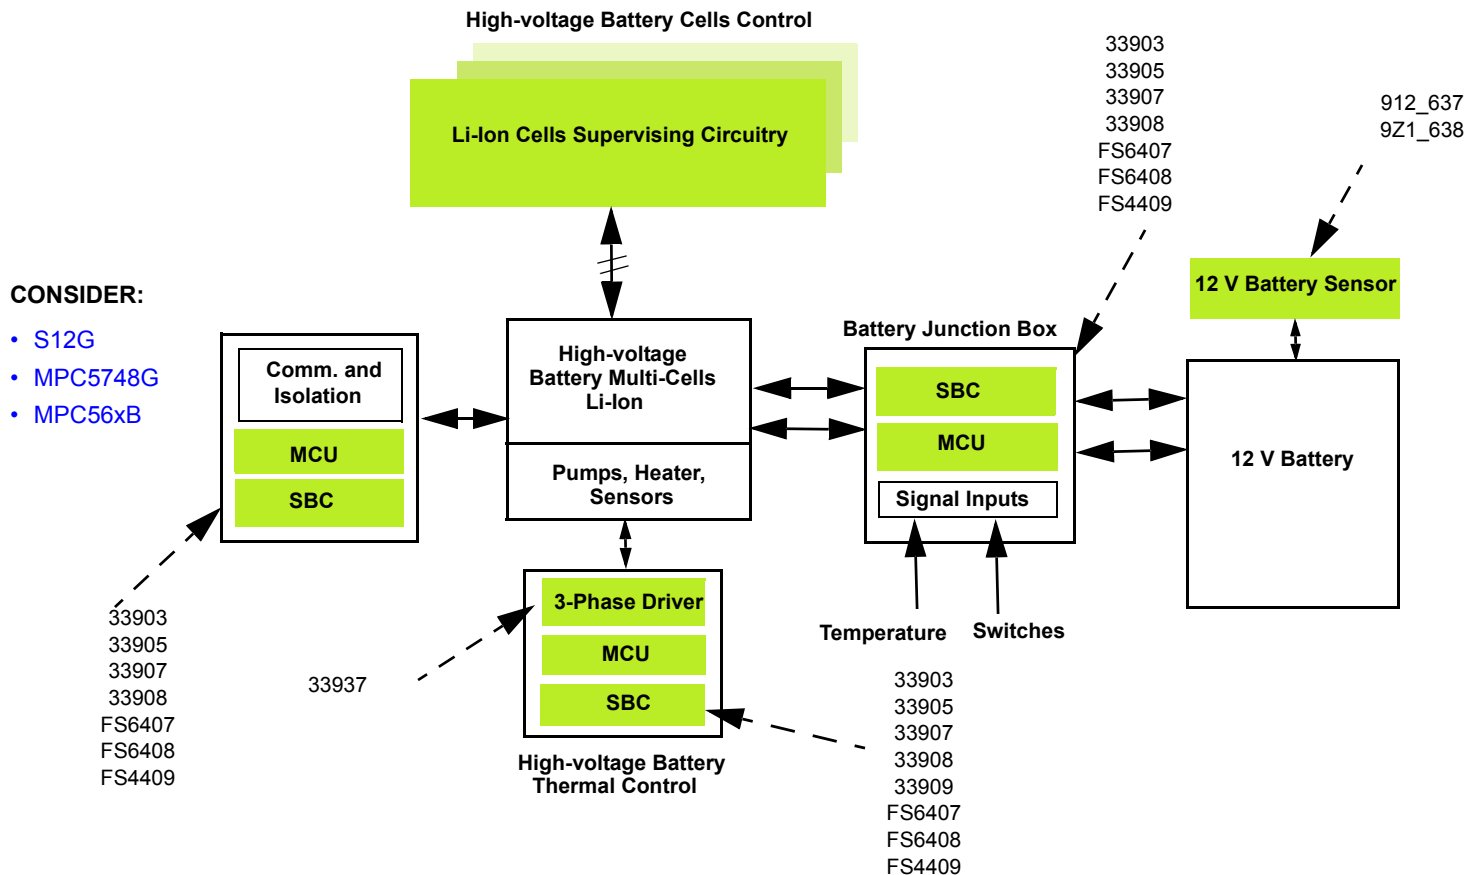 High-voltage Battery Cells Control
Li-Ion Cells Supervising Circuitry
33903
33905
33907
33908
FS6407
FS6408
FS4409
912_637
9Z1_638
12 V Battery Sensor
CONSIDER:
• S12G
• MPC5748G
• MPC56xB
Comm. and
Isolation
MCU
SBC
High-voltage
Battery Multi-Cells
Li-Ion
Pumps, Heater,
Sensors
Battery Junction Box
SBC
MCU
Signal Inputs
12 V Battery
Temperature
Switches
33903
33905
33907
33908
FS6407
FS6408
FS4409
33937
3-Phase Driver
MCU
SBC
High-voltage Battery
Thermal Control
33903
33905
33907
33908
33909
FS6407
FS6408
FS4409